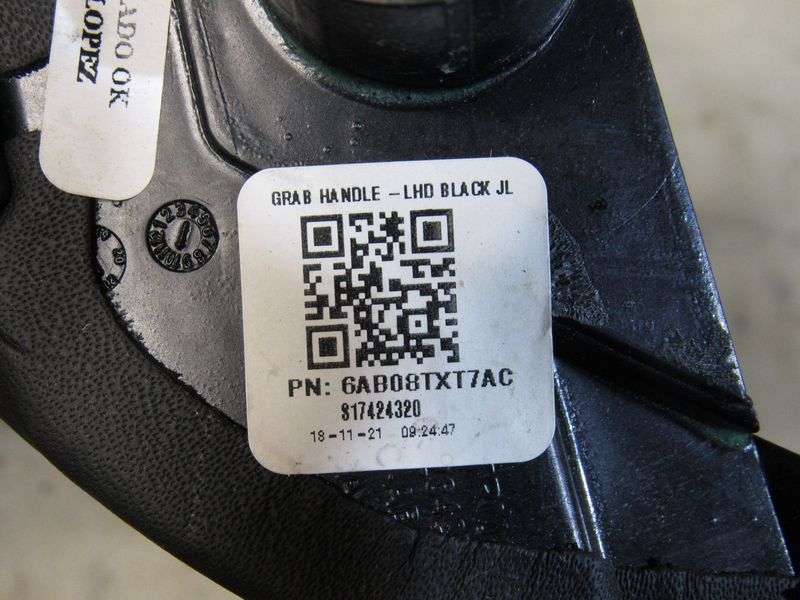 ADO OK
LOPEZ
GRAB HANDLE -LHD BLACK JL
PN: 6AB08TXT7AC
817424320
18-11-21 09:24:47